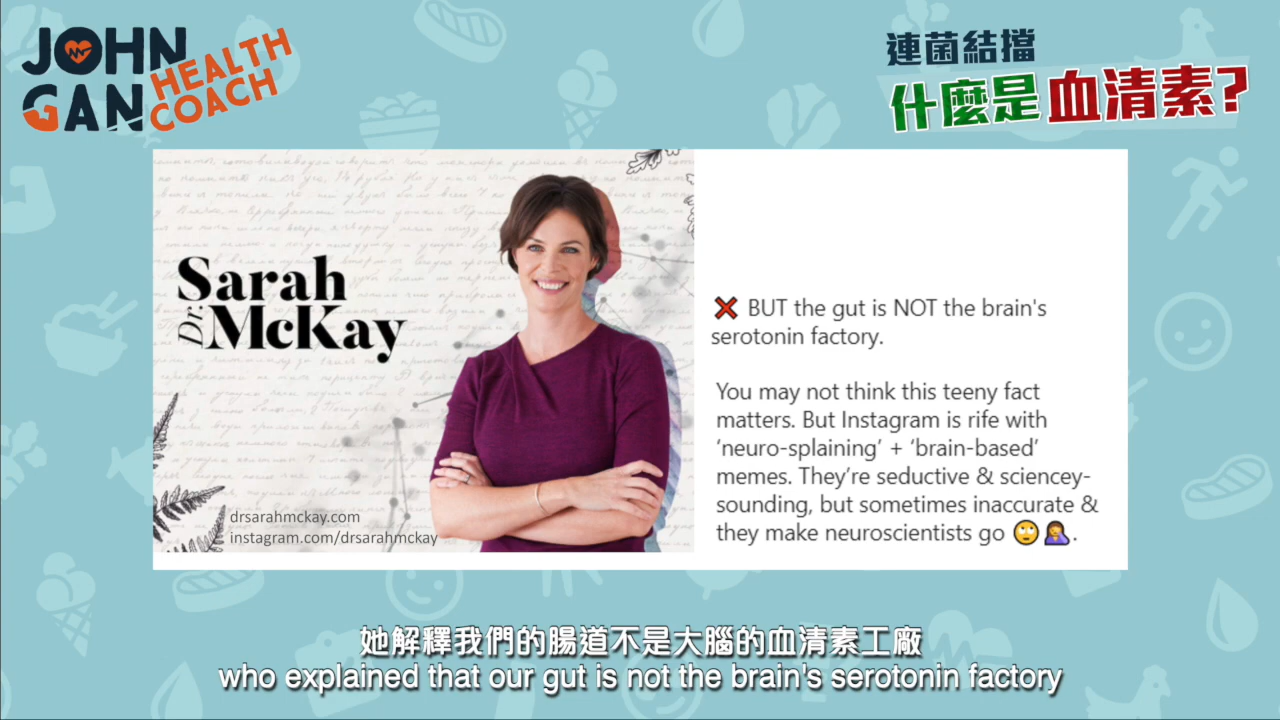 JOHN
GAN
HEALTH
COACH
連菌結擋
什麼是血清素?
Sarah
Dr McKay
drsarahmckay.com
instagram.com/drsarahmckay
❌ BUT the gut is NOT the brain's
serotonin factory.
You may not think this teeny fact
matters. But Instagram is rife with
‘neuro-splaining’ + ‘brain-based’
memes. They’re seductive & sciencey-
sounding, but sometimes inaccurate &
they make neuroscientists go 🙄🤦‍♀️.
她解釋我們的腸道不是大腦的血清素工廠
who explained that our gut is not the brain's serotonin factory